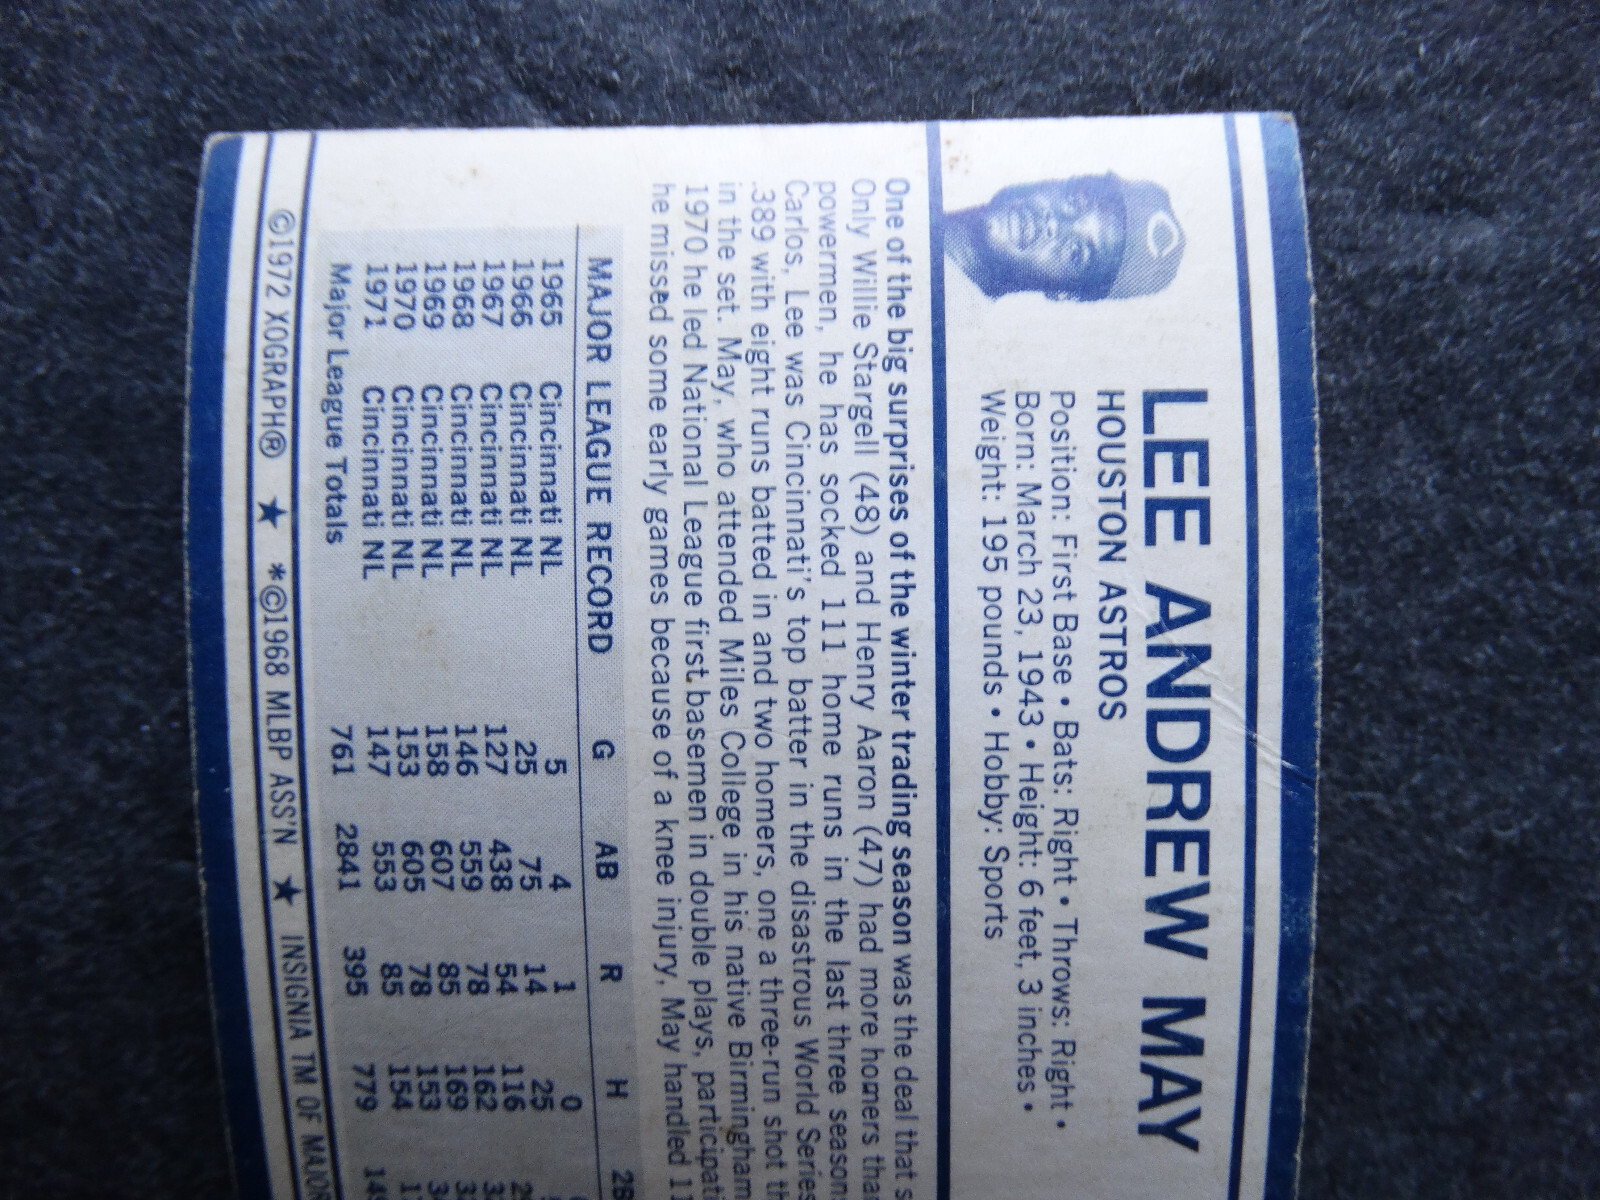 C
LEE ANDREW MAY
HOUSTON ASTROS
Position: First Base • Bats: Right • Throws: Right •
Born: March 23, 1943 • Height: 6 feet, 3 inches •
Weight: 195 pounds • Hobby: Sports
One of the big surprises of the winter trading season was the deal that
Only Willie Stargell (48) and Henry Aaron (47) had more homers
powermen, he has socked 111 home runs in the last three
Carlos, Lee was Cincinnati's top batter in the disastrous World Series
.389 with eight runs batted in and two homers, one a three-run shot
in the set. May, who attended Miles College in his native Birmingham
1970 he led National League first basemen in double plays,
he missed some early games because of a knee injury, May handled
MAJOR LEAGUE RECORD G AB R H 2B
1965 Cincinnati NL 5 4 1 0
1966 Cincinnati NL 25 75 14 25
1967 Cincinnati NL 127 438 54 116
1968 Cincinnati NL 146 559 78 162
1969 Cincinnati NL 158 607 85 169
1970 Cincinnati NL 153 605 78 153
1971 Cincinnati NL 147 553 85 154
Major League Totals 761 2841 395 779
©1972 XOGRAPH® ★ *©1968 MLBP ASS'N ★ INSIGNIA TM OF MAJOR